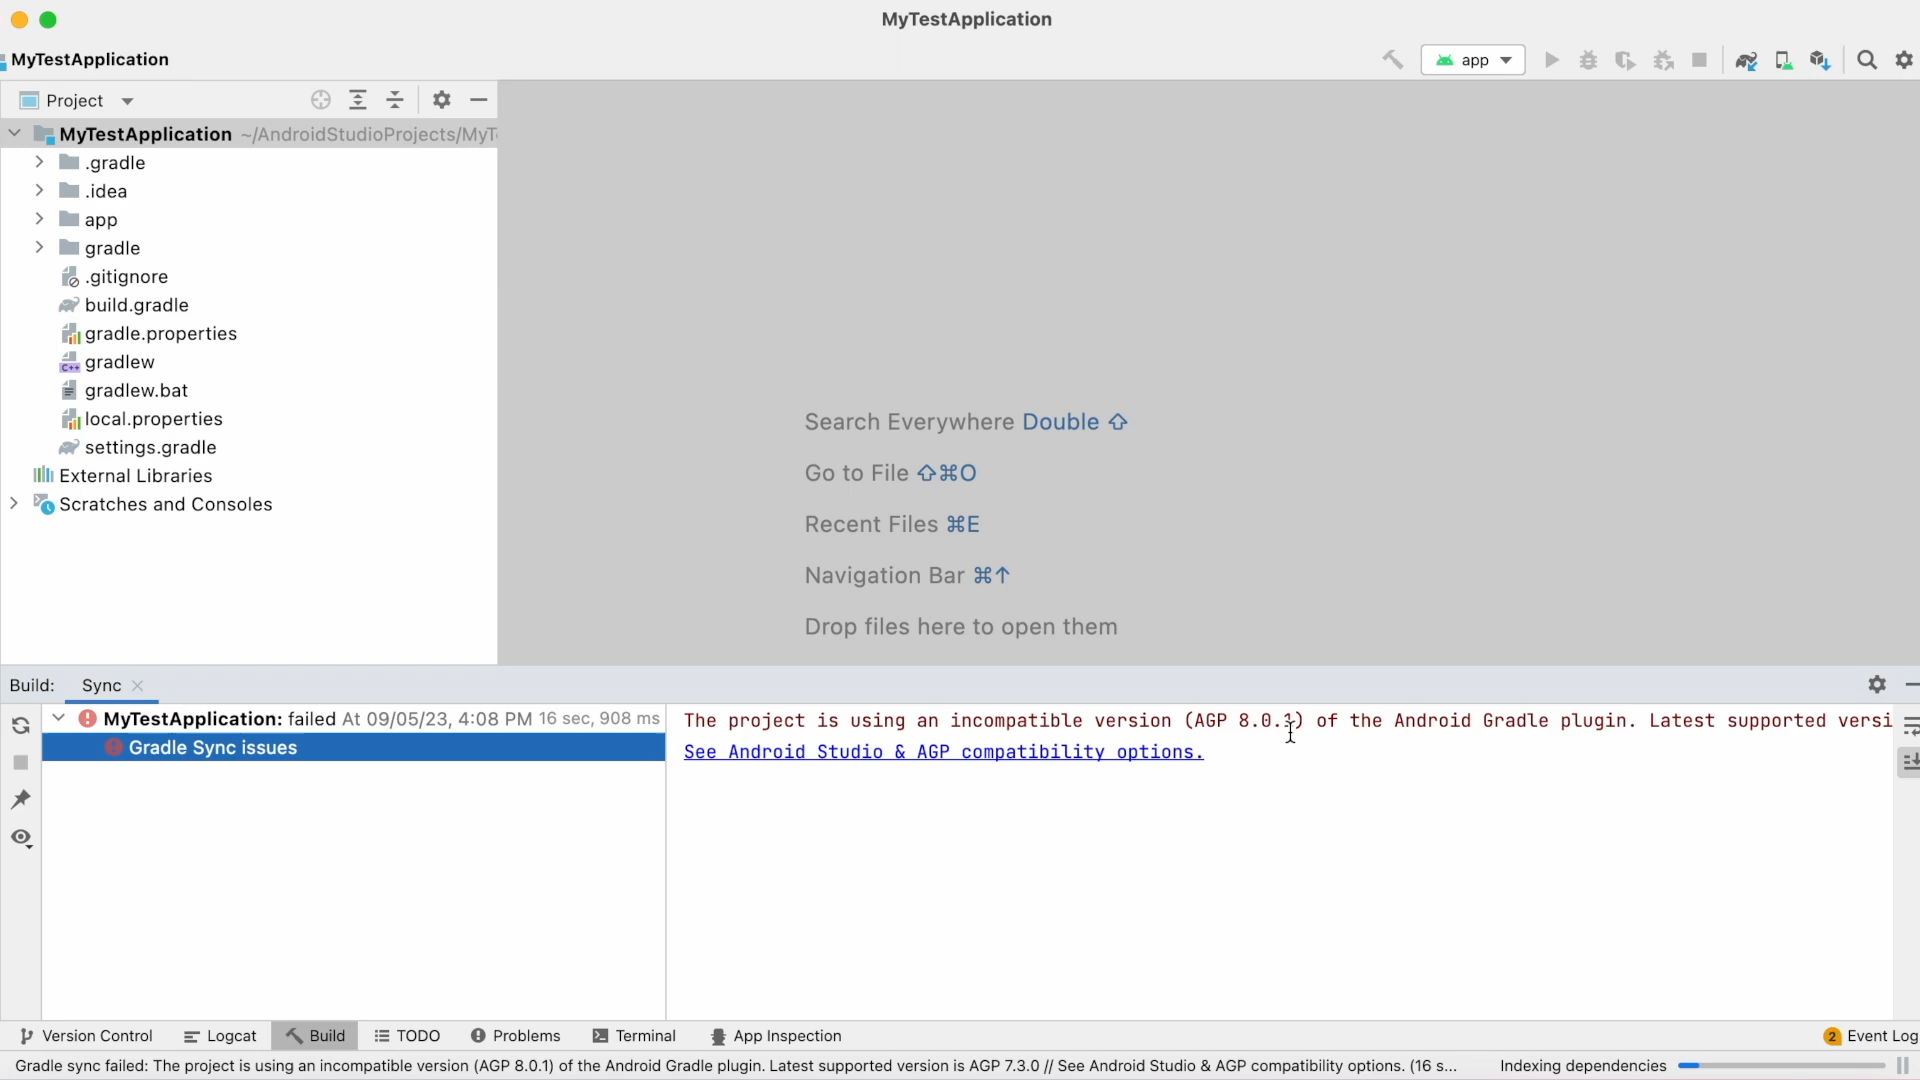 MyTestApplication
MyTestApplication
app
Project
MyTestApplication ~/AndroidStudioProjects/MyT
.gradle
.idea
app
gradle
.gitignore
build.gradle
gradle.properties
C++ gradlew
gradlew.bat
local.properties
settings.gradle
External Libraries
Scratches and Consoles
Search Everywhere Double ⇧
Go to File ⇧⌘O
Recent Files ⌘E
Navigation Bar ⌘↑
Drop files here to open them
Build: Sync
MyTestApplication: failed At 09/05/23, 4:08 PM 16 sec, 908 ms
Gradle Sync issues
The project is using an incompatible version (AGP 8.0.1) of the Android Gradle plugin. Latest supported versi
See Android Studio & AGP compatibility options.
Version Control Logcat Build TODO Problems Terminal App Inspection 2 Event Log
Gradle sync failed: The project is using an incompatible version (AGP 8.0.1) of the Android Gradle plugin. Latest supported version is AGP 7.3.0 // See Android Studio & AGP compatibility options. (16 s... Indexing dependencies